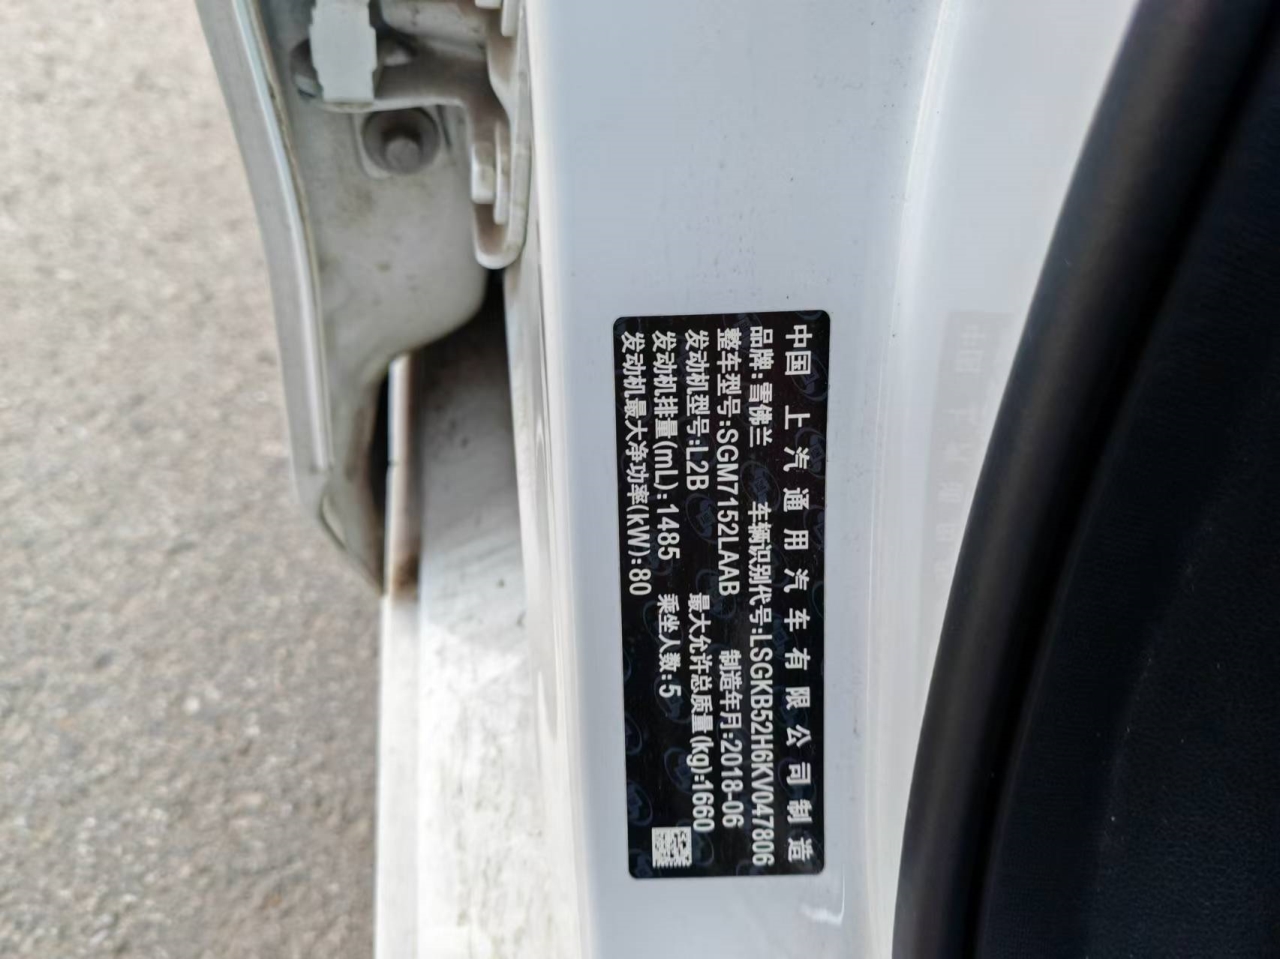 中国 上汽通用汽车有限公司制造
品牌:雪佛兰 车辆识别代号:LSGKB52H6KV047806
整车型号:SGM7152LAAB 制造年月:2018-06
发动机型号:L2B 最大允许总质量(kg):1660
发动机排量(mL):1485 乘坐人数:5
发动机最大净功率(kW):80